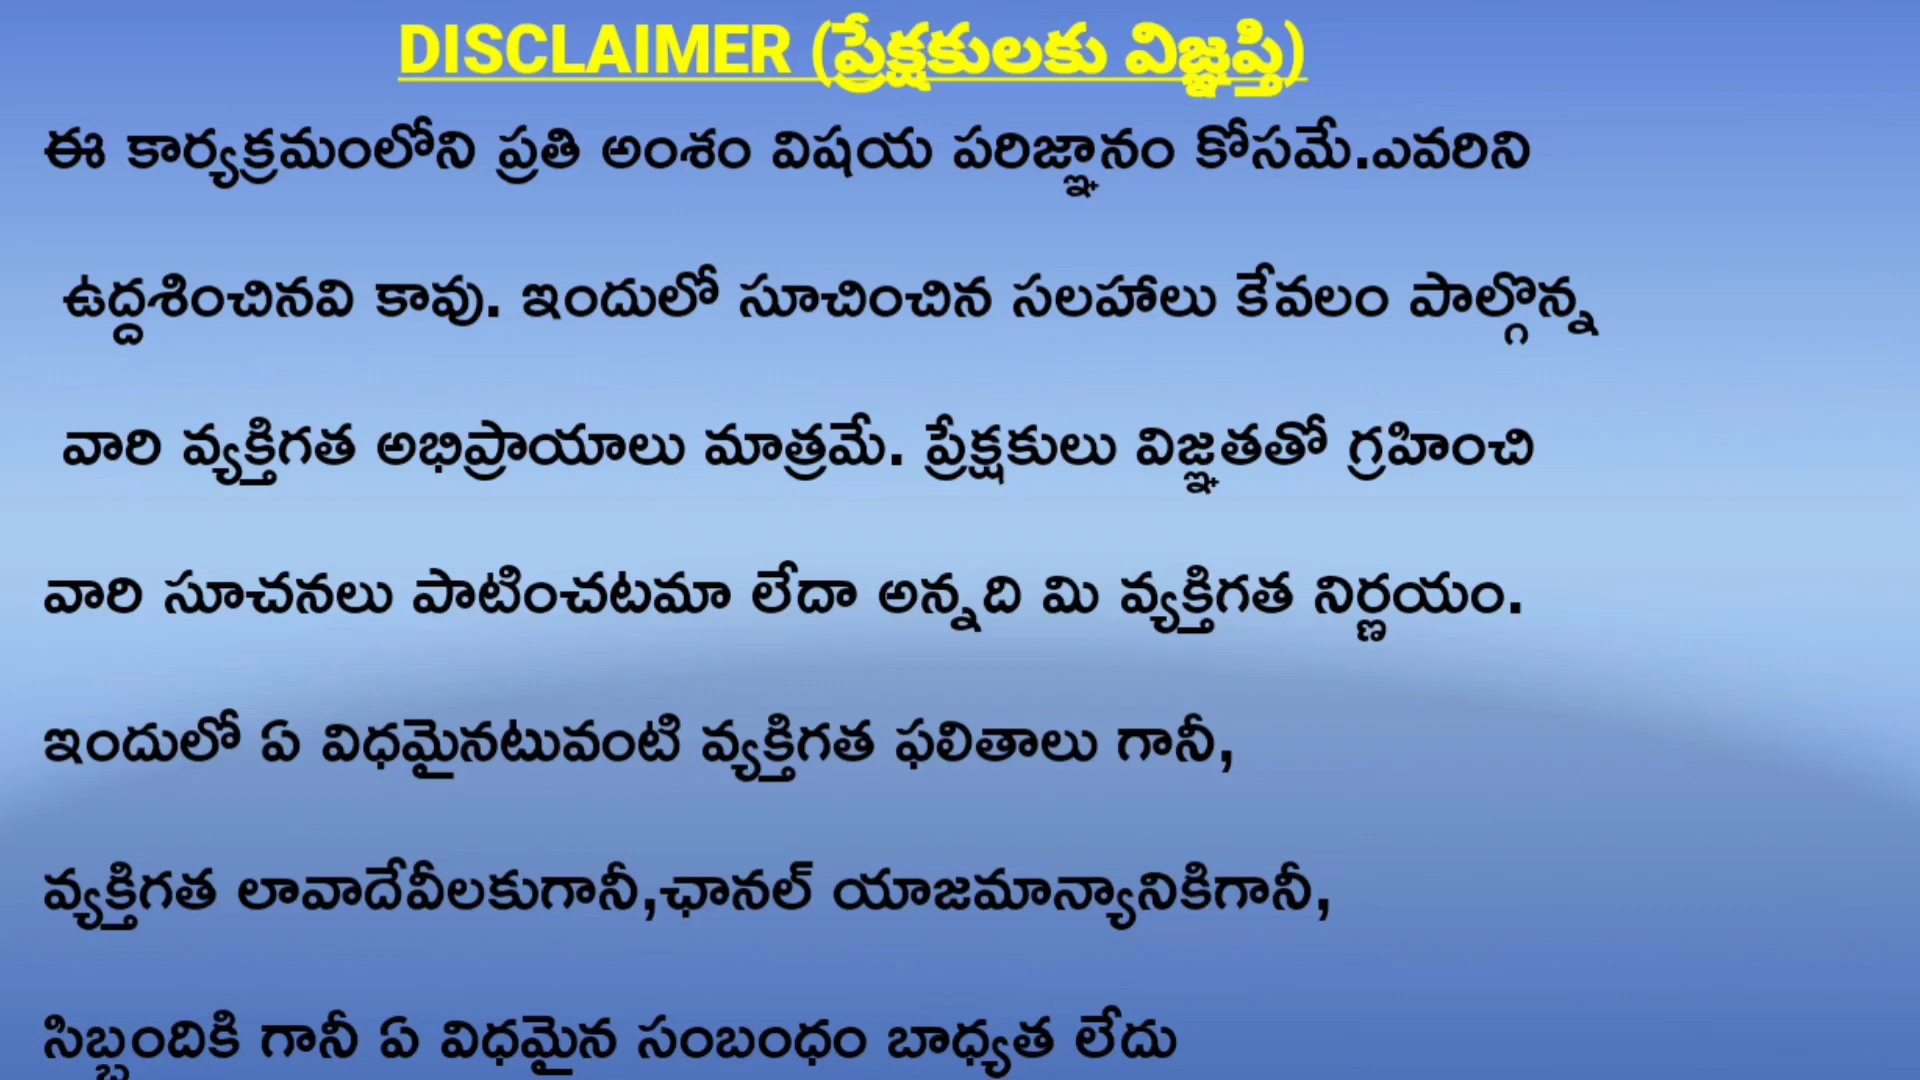 DISCLAIMER (ప్రేక్షకులకు విజ్ఞప్తి)
ఈ కార్యక్రమంలోని ప్రతి అంశం విషయ పరిజ్ఞానం కోసమే.ఎవరిని
ఉద్దశించినవి కావు. ఇందులో సూచించిన సలహాలు కేవలం పాల్గొన్న
వారి వ్యక్తిగత అభిప్రాయాలు మాత్రమే. ప్రేక్షకులు విజ్ఞతతో గ్రహించి
వారి సూచనలు పాటించటమా లేదా అన్నది మి వ్యక్తిగత నిర్ణయం.
ఇందులో ఏ విధమైనటువంటి వ్యక్తిగత ఫలితాలు గానీ,
వ్యక్తిగత లావాదేవీలకుగానీ,ఛానల్ యాజమాన్యానికిగానీ,
సిబ్బందికి గానీ ఏ విధమైన సంబంధం బాధ్యత లేదు